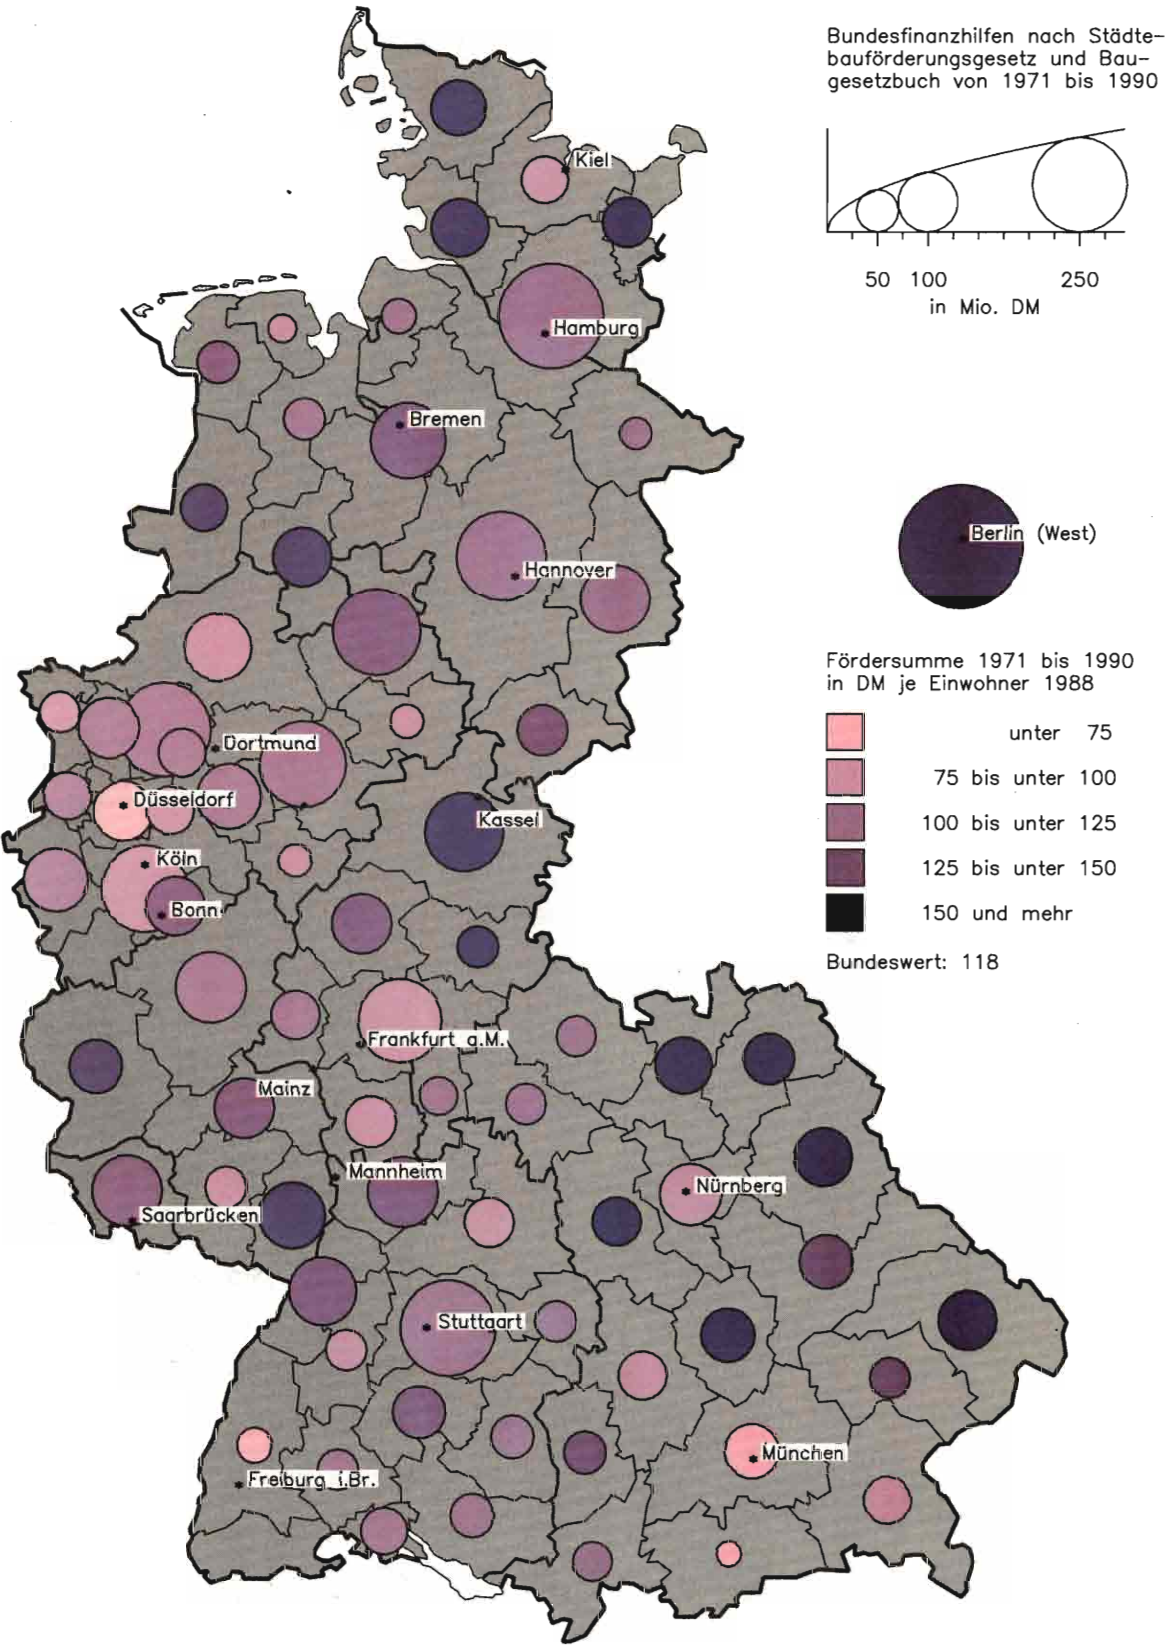 Bundesfinanzhilfen nach Städte-
bauförderungsgesetz und Bau-
gesetzbuch von 1971 bis 1990
50 100 250
in Mio. DM
Kiel
Hamburg
Bremen
Berlin (West)
Hannover
Fördersumme 1971 bis 1990
in DM je Einwohner 1988
unter 75
75 bis unter 100
100 bis unter 125
125 bis unter 150
150 und mehr
Bundeswert: 118
Dortmund
Düsseldorf
Kassel
Köln
Bonn
Frankfurt a.M.
Mainz
Mannheim
Nürnberg
Saarbrücken
Stuttgart
München
Freiburg i.Br.